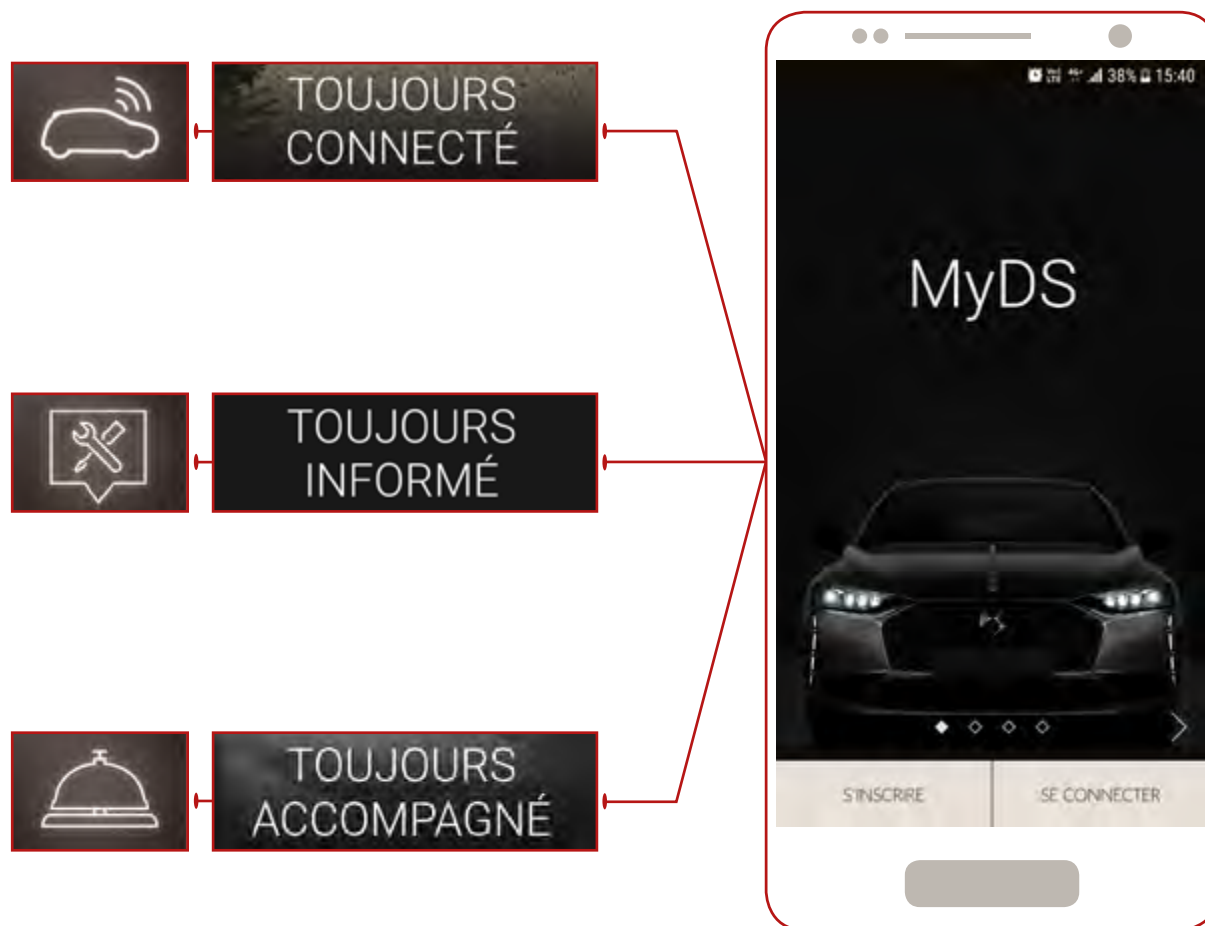 TOUJOURS
CONNECTÉ
TOUJOURS
INFORMÉ
TOUJOURS
ACCOMPAGNÉ
38% 15:40
MyDS
S'INSCRIRE
SE CONNECTER